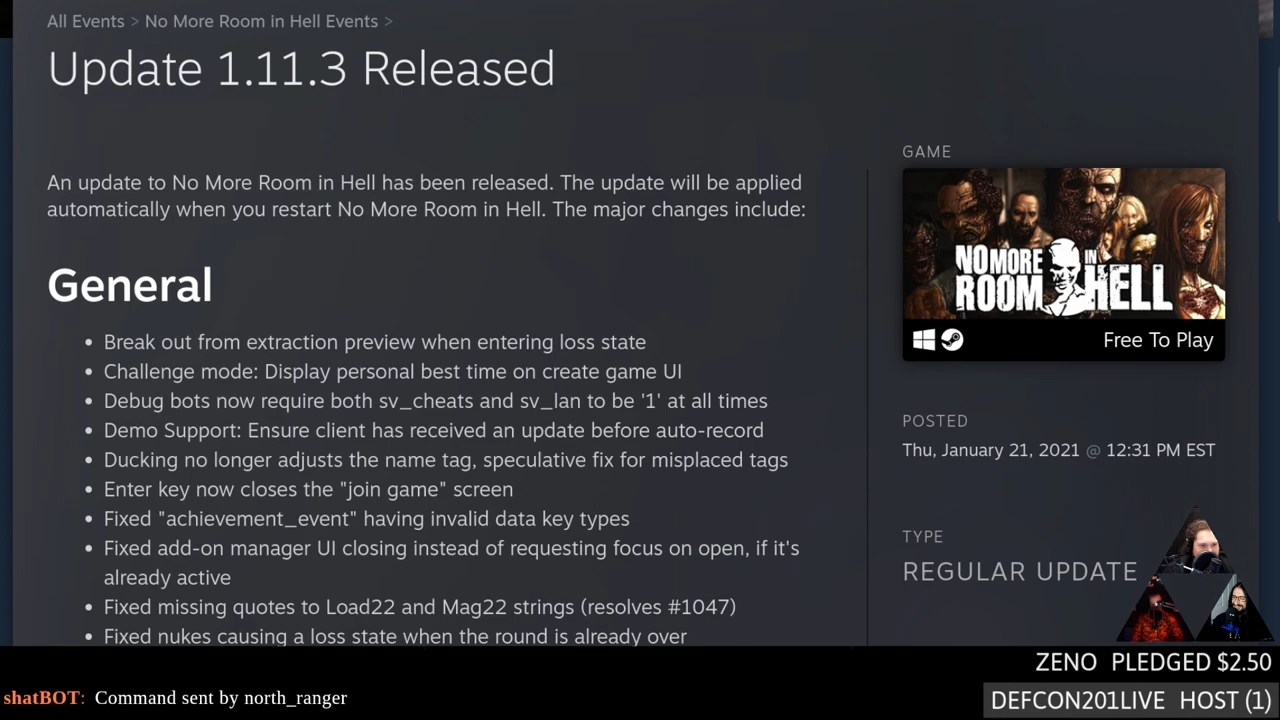 All Events > No More Room in Hell Events >
Update 1.11.3 Released
An update to No More Room in Hell has been released. The update will be applied
automatically when you restart No More Room in Hell. The major changes include:
General
• Break out from extraction preview when entering loss state
• Challenge mode: Display personal best time on create game UI
• Debug bots now require both sv_cheats and sv_lan to be '1' at all times
• Demo Support: Ensure client has received an update before auto-record
• Ducking no longer adjusts the name tag, speculative fix for misplaced tags
• Enter key now closes the "join game" screen
• Fixed "achievement_event" having invalid data key types
• Fixed add-on manager UI closing instead of requesting focus on open, if it's
already active
• Fixed missing quotes to Load22 and Mag22 strings (resolves #1047)
• Fixed nukes causing a loss state when the round is already over
GAME
NO MORE ROOM IN HELL
Free To Play
POSTED
Thu, January 21, 2021 @ 12:31 PM EST
TYPE
REGULAR UPDATE
ZENO PLEDGED $2.50
shatBOT: Command sent by north_ranger
DEFCON201LIVE HOST (1)